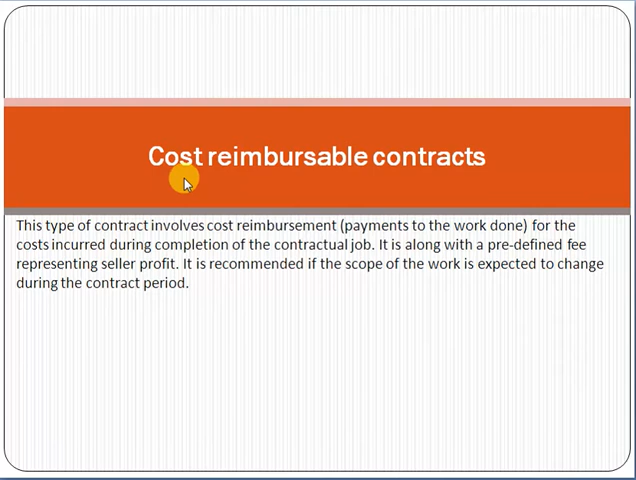 Cost reimbursable contracts
This type of contract involves cost reimbursement (payments to the work done) for the
costs incurred during completion of the contractual job. It is along with a pre-defined fee
representing seller profit. It is recommended if the scope of the work is expected to change
during the contract period.